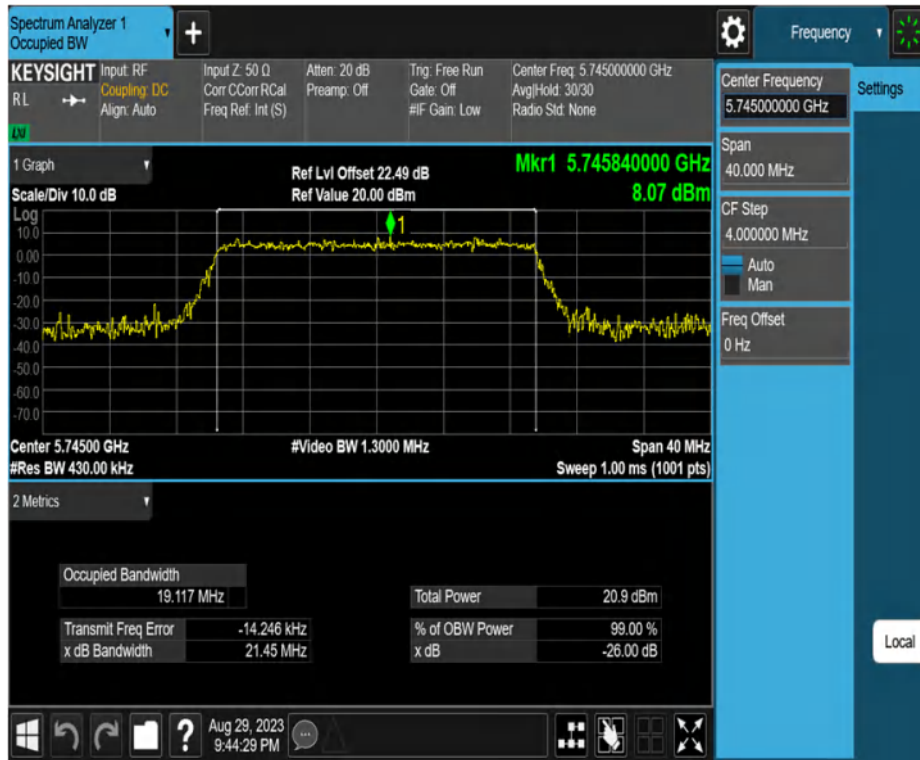 Spectrum Analyzer 1
Occupied BW
+
Frequency
KEYSIGHT
RL
LXI
Input: RF
Coupling: DC
Align: Auto
Input Z: 50 Ω
Corr CCorr RCal
Freq Ref: Int (S)
Atten: 20 dB
Preamp: Off
Trig: Free Run
Gate: Off
#IF Gain: Low
Center Freq: 5.745000000 GHz
Avg|Hold: 30/30
Radio Std: None
Center Frequency
5.745000000 GHz
Settings
Span
40.000 MHz
CF Step
4.000000 MHz
Auto
Man
Freq Offset
0 Hz
Local
1 Graph
Scale/Div 10.0 dB
Ref Lvl Offset 22.49 dB
Ref Value 20.00 dBm
Mkr1 5.745840000 GHz
8.07 dBm
Log
10.0
0.00
-10.0
-20.0
-30.0
-40.0
-50.0
-60.0
-70.0
1
Center 5.74500 GHz
#Res BW 430.00 kHz
#Video BW 1.3000 MHz
Span 40 MHz
Sweep 1.00 ms (1001 pts)
2 Metrics
Occupied Bandwidth
19.117 MHz
Total Power 20.9 dBm
Transmit Freq Error -14.246 kHz
% of OBW Power 99.00 %
x dB Bandwidth 21.45 MHz
x dB -26.00 dB
?
Aug 29, 2023
9:44:29 PM